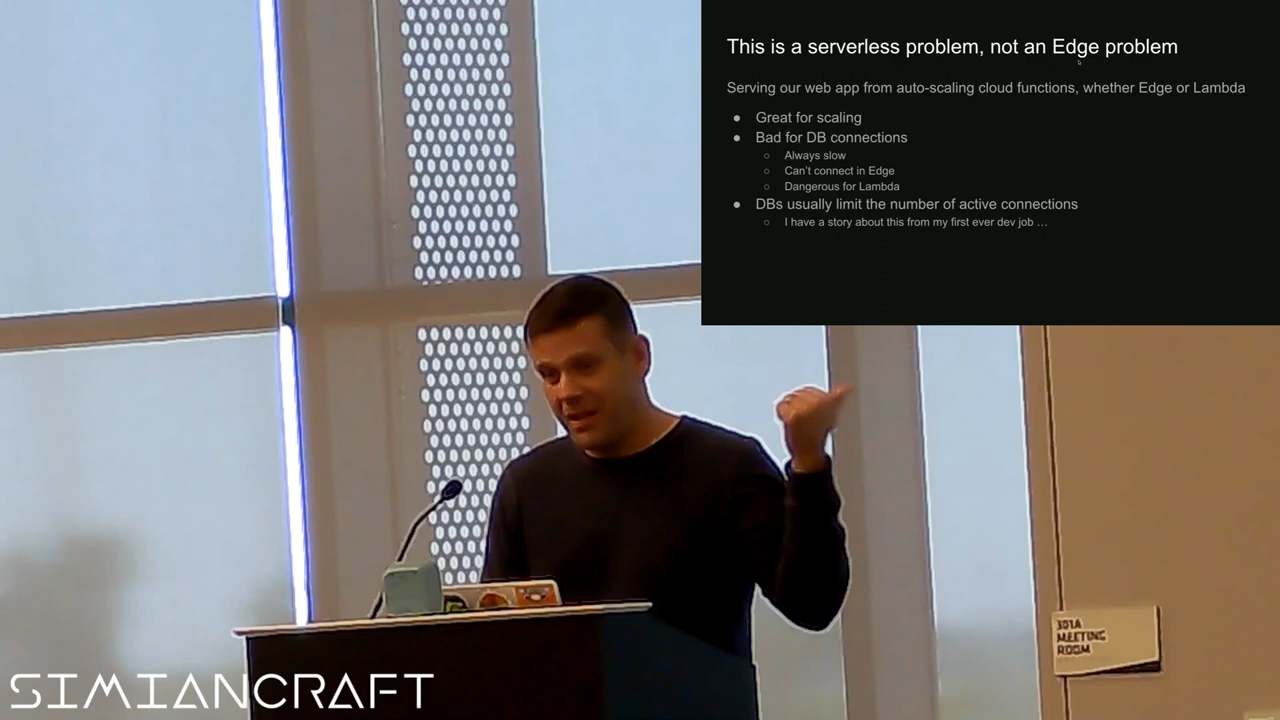 This is a serverless problem, not an Edge problem
Serving our web app from auto-scaling cloud functions, whether Edge or Lambda
● Great for scaling
● Bad for DB connections
○ Always slow
○ Can't connect in Edge
○ Dangerous for Lambda
● DBs usually limit the number of active connections
○ I have a story about this from my first ever dev job …
301A
MEETING
ROOM
SIMIANCRAFT